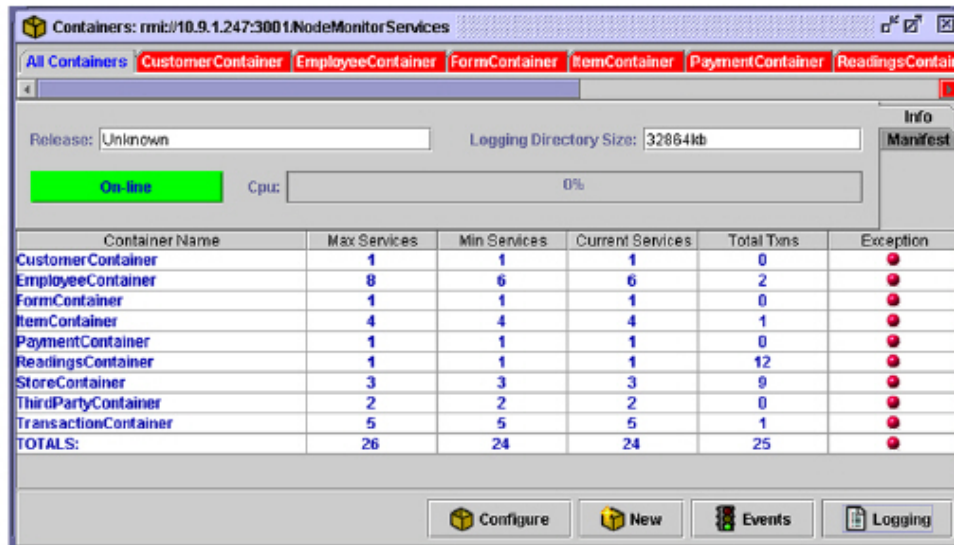 Containers: rmi://10.9.1.247:3001/NodeMonitorServices
All Containers CustomerContainer EmployeeContainer FormContainer ItemContainer PaymentContainer ReadingsContai
Info
Release: Unknown Logging Directory Size: 32864kb Manifest
On-line Cpu: 0%
Container Name Max Services Min Services Current Services Total Txns Exception
CustomerContainer 1 1 1 0
EmployeeContainer 8 6 6 2
FormContainer 1 1 1 0
ItemContainer 4 4 4 1
PaymentContainer 1 1 1 0
ReadingsContainer 1 1 1 12
StoreContainer 3 3 3 9
ThirdPartyContainer 2 2 2 0
TransactionContainer 5 5 5 1
TOTALS: 26 24 24 25
Configure New Events Logging